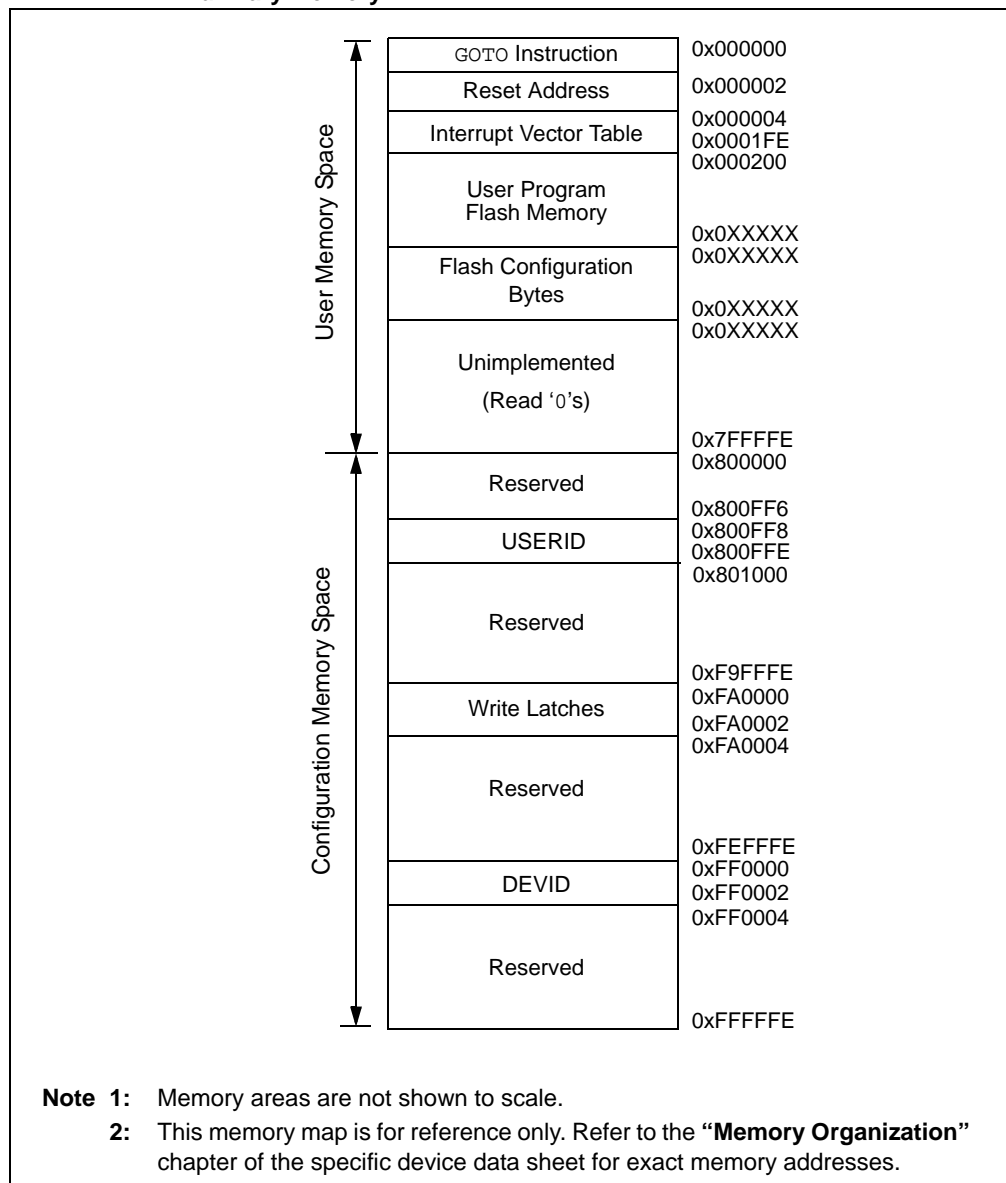 GOTO Instruction
0x000000
Reset Address
0x000002
Interrupt Vector Table
0x000004
0x0001FE
0x000200
User Program
Flash Memory
0x0XXXXX
0x0XXXXX
Flash Configuration
Bytes
0x0XXXXX
0x0XXXXX
Unimplemented
(Read ‘0’s)
0x7FFFFE
User Memory Space
0x800000
Reserved
0x800FF6
0x800FF8
USERID
0x800FFE
0x801000
Reserved
0xF9FFFE
0xFA0000
Write Latches
0xFA0002
0xFA0004
Reserved
0xFEFFFE
0xFF0000
DEVID
0xFF0002
0xFF0004
Reserved
0xFFFFFE
Configuration Memory Space
Note 1: Memory areas are not shown to scale.
2: This memory map is for reference only. Refer to the “Memory Organization”
chapter of the specific device data sheet for exact memory addresses.